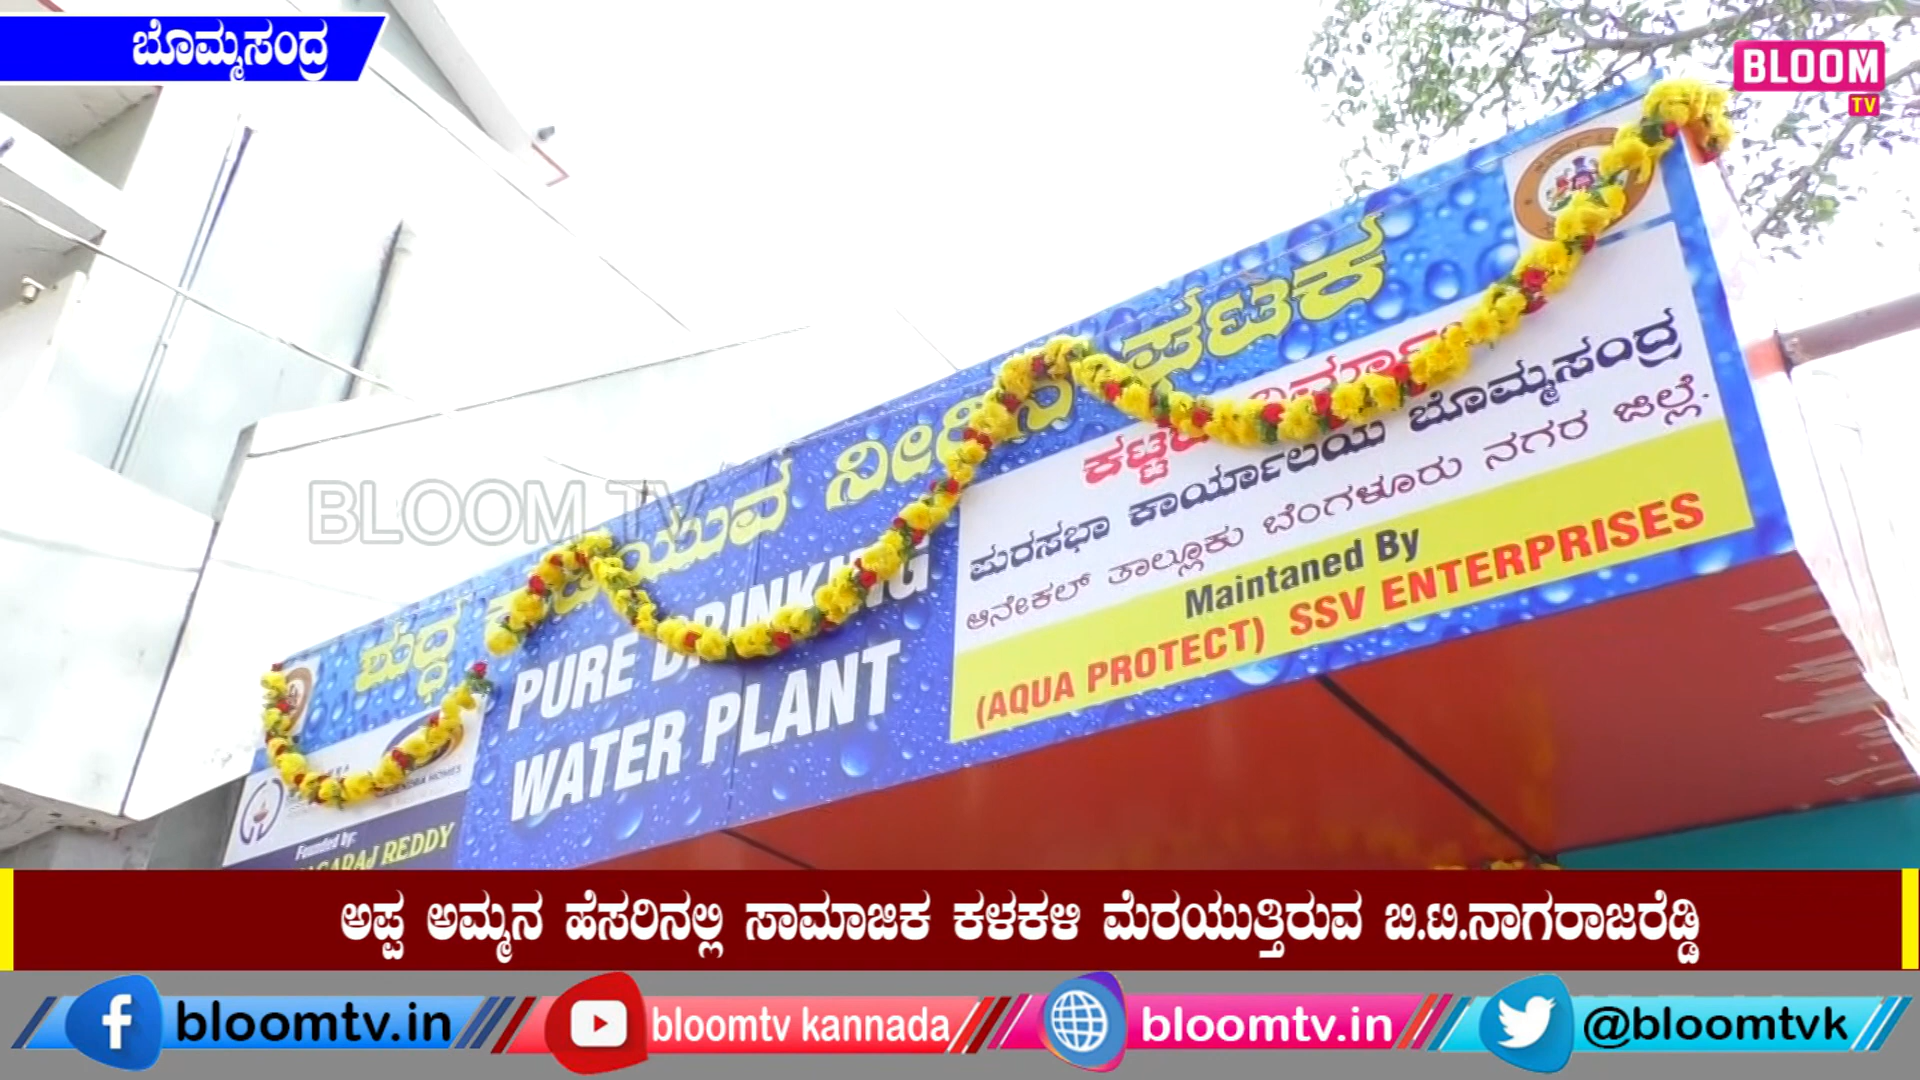 ಬೊಮ್ಮಸಂದ್ರ
BLOOM
TV
BLOOM TV
ಶುದ್ಧ ಕುಡಿಯುವ ನೀರಿನ ಘಟಕ
PURE DRINKING
WATER PLANT
Founded by:
REDDY
ಪುರಸಭಾ ಕಾರ್ಯಾಲಯ ಬೊಮ್ಮಸಂದ್ರ
ಆನೇಕಲ್ ತಾಲ್ಲೂಕು ಬೆಂಗಳೂರು ನಗರ ಜಿಲ್ಲೆ.
Maintaned By
(AQUA PROTECT) SSV ENTERPRISES
ಅಪ್ಪ ಅಮ್ಮನ ಹೆಸರಿನಲ್ಲಿ ಸಾಮಾಜಿಕ ಕಳಕಳಿ ಮೆರಯುತ್ತಿರುವ ಬಿ.ಟಿ.ನಾಗರಾಜರೆಡ್ಡಿ
bloomtv.in
bloomtv kannada
bloomtv.in
@bloomtvk